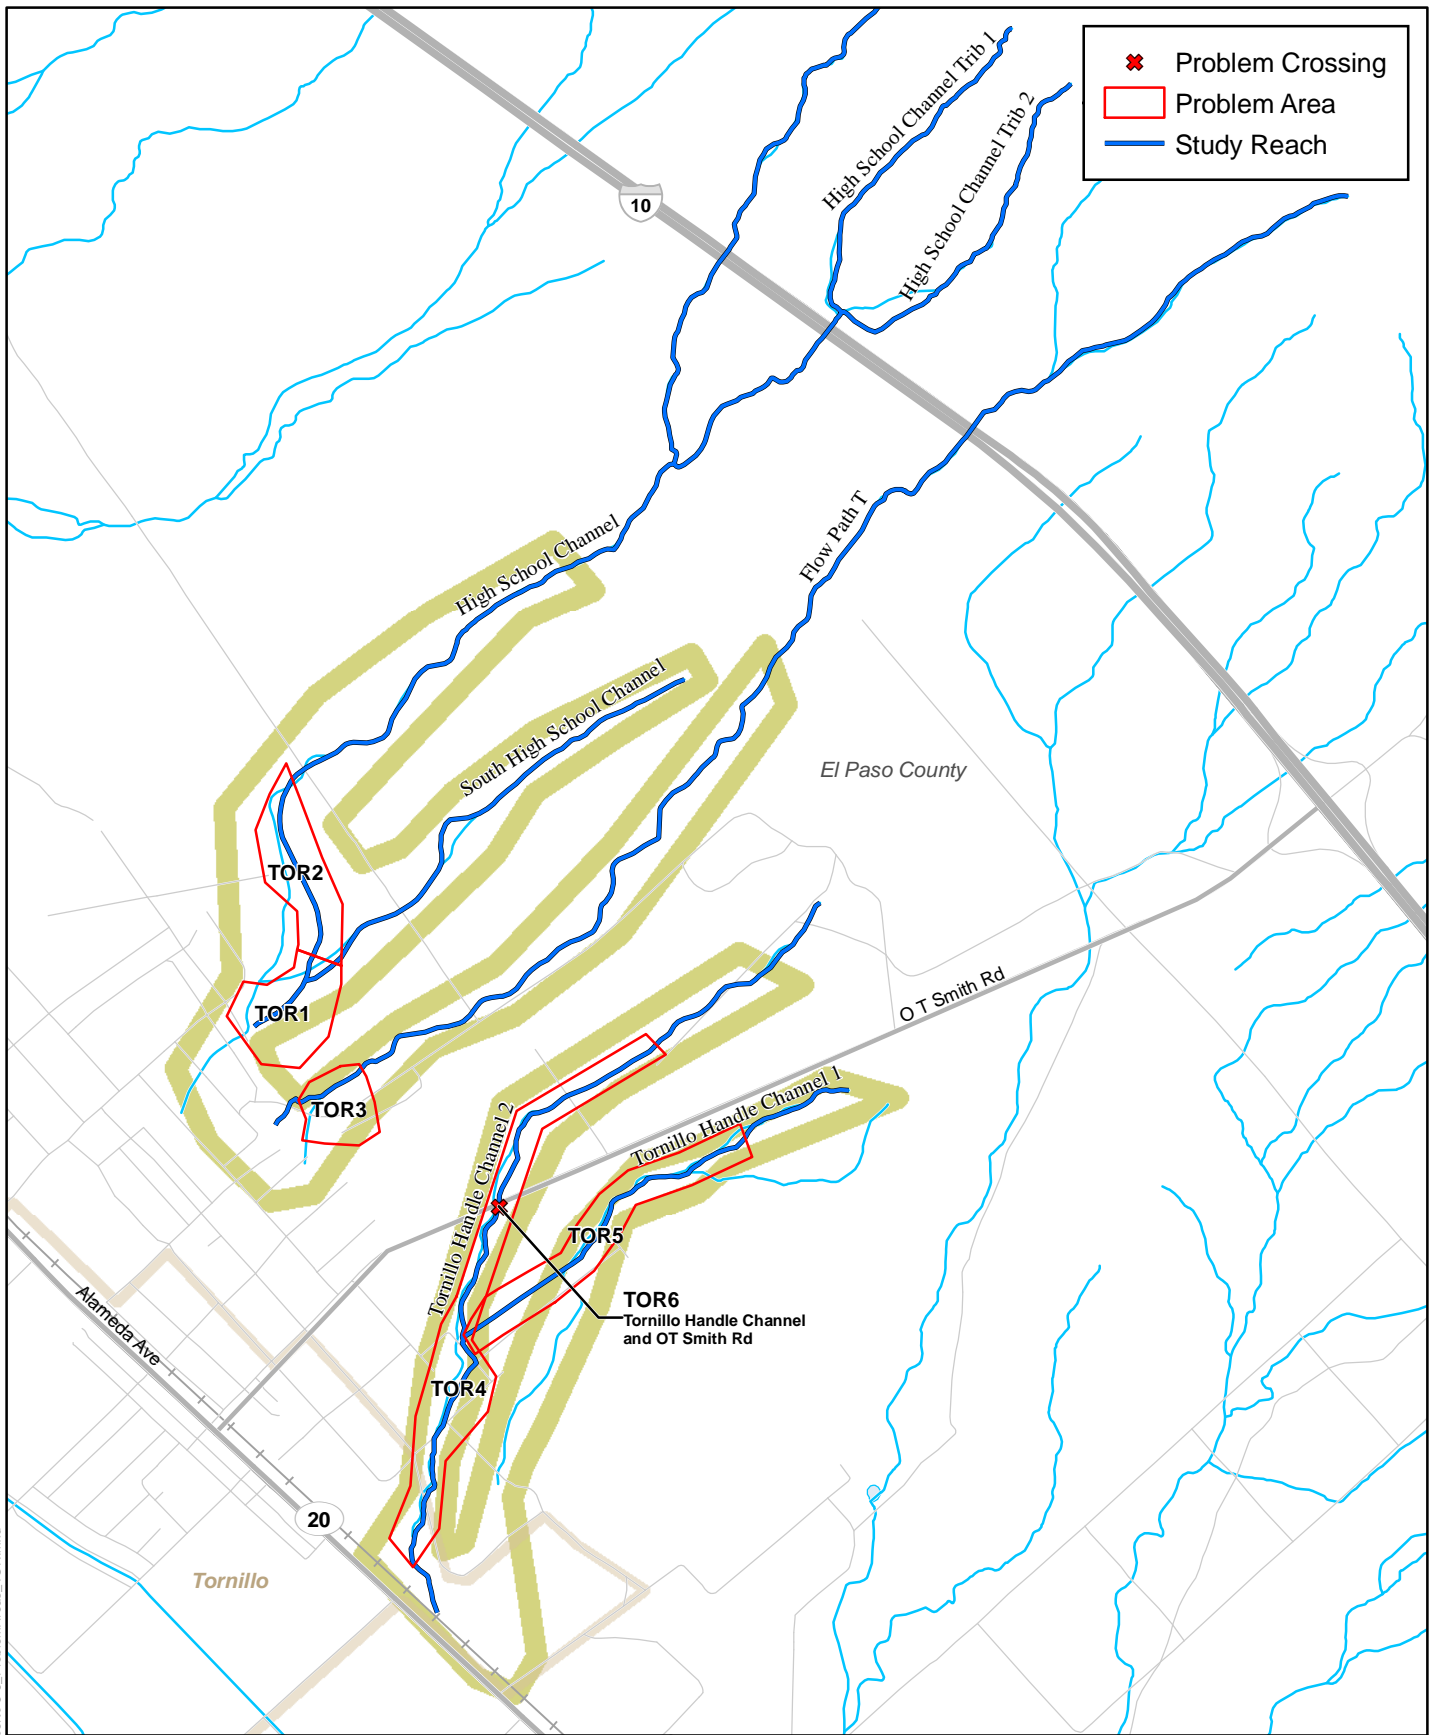 Problem Crossing
Problem Area
Study Reach
High School Channel Trib 1
High School Channel Trib 2
10
Flow Path T
High School Channel
South High School Channel
El Paso County
TOR2
TOR1
TOR3
O T Smith Rd
Tornillo Handle Channel 1
Tornillo Handle Channel 2
TOR5
TOR6
Tornillo Handle Channel
and OT Smith Rd
Alameda Ave
TOR4
20
Tornillo